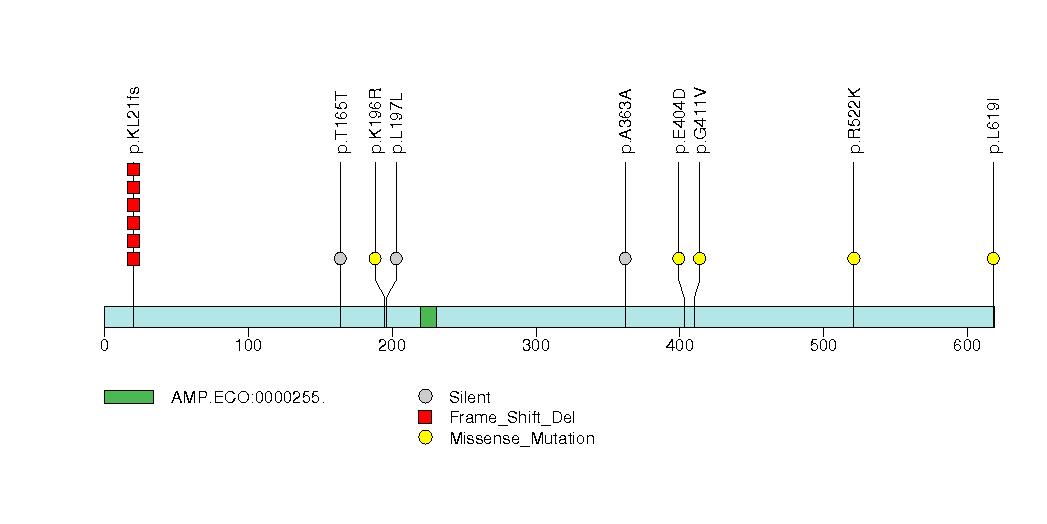 p.KL21fs
p.T165T
p.K196R
p.L197L
p.A363A
p.E404D
p.G411V
p.R522K
p.L619I
0 100 200 300 400 500 600
AMP.ECO:0000255.
Silent
Frame_Shift_Del
Missense_Mutation